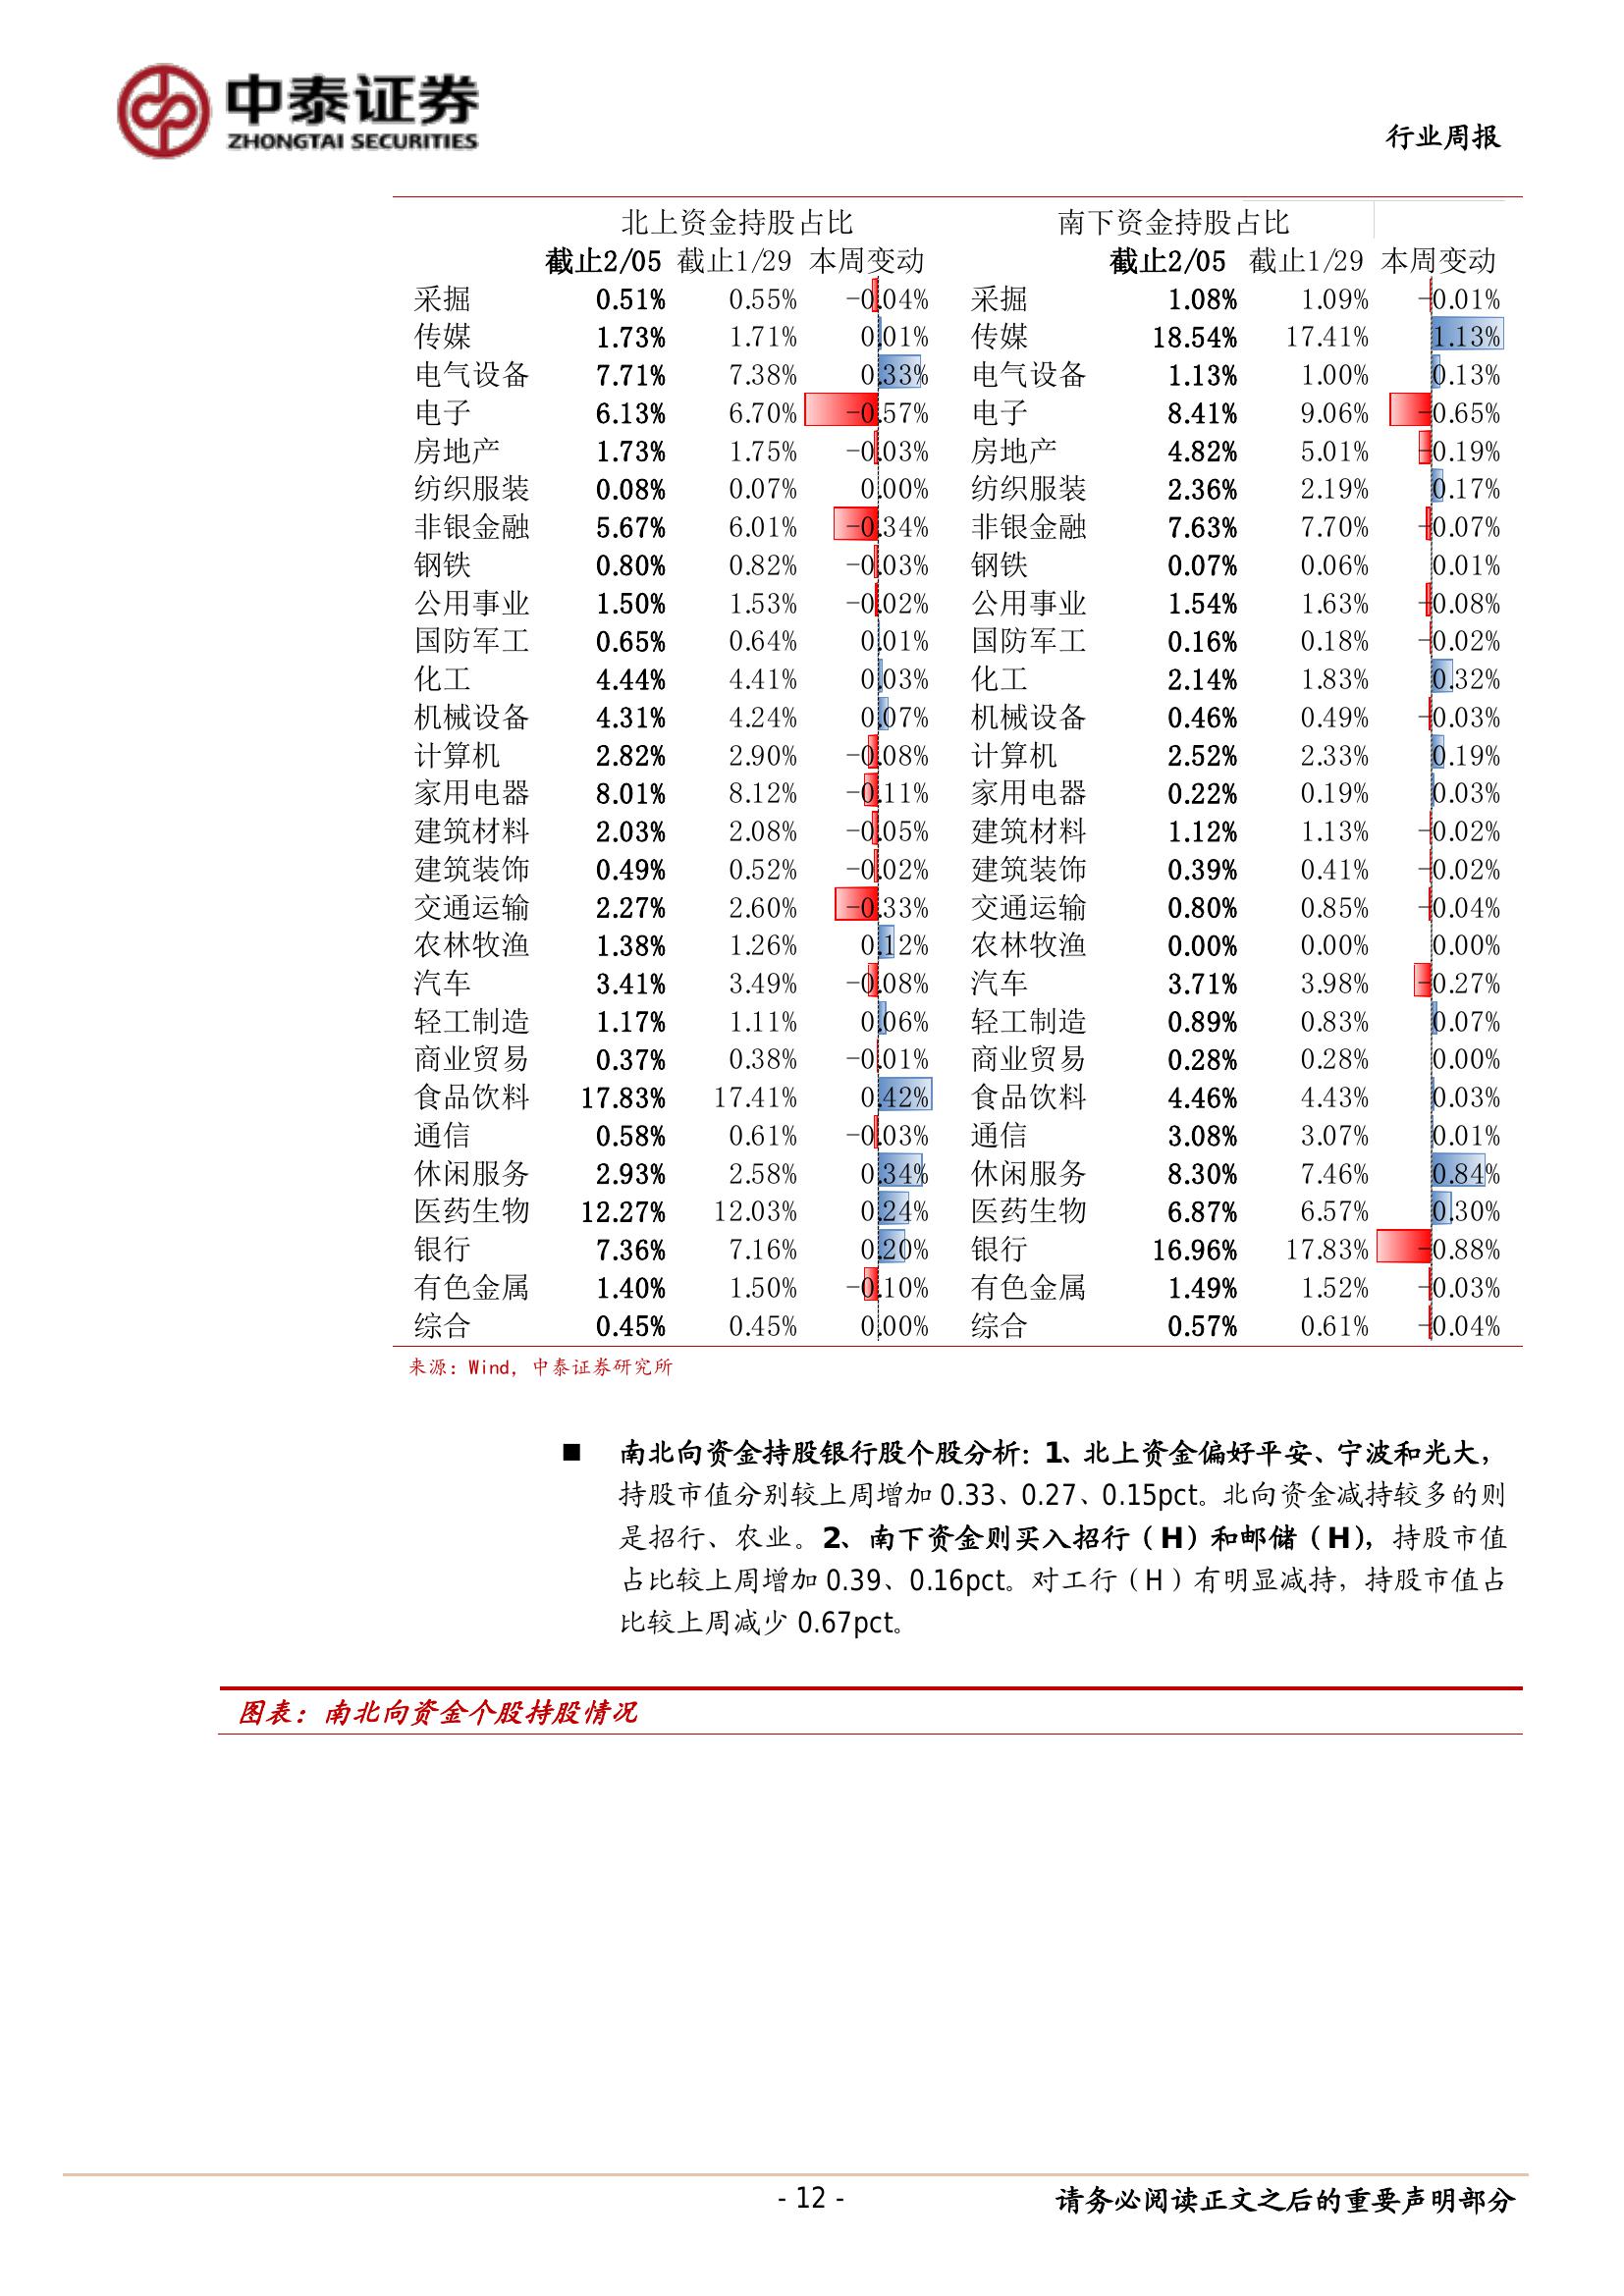 中泰证券
ZHONGTAI SECURITIES
行业周报
北上资金持股占比 南下资金持股占比
截止2/05 截止1/29 本周变动 截止2/05 截止1/29 本周变动
采掘 0.51% 0.55% -0.04% 采掘 1.08% 1.09% -0.01%
传媒 1.73% 1.71% 0.01% 传媒 18.54% 17.41% 1.13%
电气设备 7.71% 7.38% 0.33% 电气设备 1.13% 1.00% 0.13%
电子 6.13% 6.70% -0.57% 电子 8.41% 9.06% -0.65%
房地产 1.73% 1.75% -0.03% 房地产 4.82% 5.01% -0.19%
纺织服装 0.08% 0.07% 0.00% 纺织服装 2.36% 2.19% 0.17%
非银金融 5.67% 6.01% -0.34% 非银金融 7.63% 7.70% -0.07%
钢铁 0.80% 0.82% -0.03% 钢铁 0.07% 0.06% 0.01%
公用事业 1.50% 1.53% -0.02% 公用事业 1.54% 1.63% -0.08%
国防军工 0.65% 0.64% 0.01% 国防军工 0.16% 0.18% -0.02%
化工 4.44% 4.41% 0.03% 化工 2.14% 1.83% 0.32%
机械设备 4.31% 4.24% 0.07% 机械设备 0.46% 0.49% -0.03%
计算机 2.82% 2.90% -0.08% 计算机 2.52% 2.33% 0.19%
家用电器 8.01% 8.12% -0.11% 家用电器 0.22% 0.19% 0.03%
建筑材料 2.03% 2.08% -0.05% 建筑材料 1.12% 1.13% -0.02%
建筑装饰 0.49% 0.52% -0.02% 建筑装饰 0.39% 0.41% -0.02%
交通运输 2.27% 2.60% -0.33% 交通运输 0.80% 0.85% -0.04%
农林牧渔 1.38% 1.26% 0.12% 农林牧渔 0.00% 0.00% 0.00%
汽车 3.41% 3.49% -0.08% 汽车 3.71% 3.98% -0.27%
轻工制造 1.17% 1.11% 0.06% 轻工制造 0.89% 0.83% 0.07%
商业贸易 0.37% 0.38% -0.01% 商业贸易 0.28% 0.28% 0.00%
食品饮料 17.83% 17.41% 0.42% 食品饮料 4.46% 4.43% 0.03%
通信 0.58% 0.61% -0.03% 通信 3.08% 3.07% 0.01%
休闲服务 2.93% 2.58% 0.34% 休闲服务 8.30% 7.46% 0.84%
医药生物 12.27% 12.03% 0.24% 医药生物 6.87% 6.57% 0.30%
银行 7.36% 7.16% 0.20% 银行 16.96% 17.83% -0.88%
有色金属 1.40% 1.50% -0.10% 有色金属 1.49% 1.52% -0.03%
综合 0.45% 0.45% 0.00% 综合 0.57% 0.61% -0.04%
来源：Wind，中泰证券研究所
■ 南北向资金持股银行股个股分析：1、北上资金偏好平安、宁波和光大，
持股市值分别较上周增加 0.33、0.27、0.15pct。北向资金减持较多的则
是招行、农业。2、南下资金则买入招行（H）和邮储（H），持股市值
占比较上周增加 0.39、0.16pct。对工行（H）有明显减持，持股市值占
比较上周减少 0.67pct。
图表：南北向资金个股持股情况
- 12 -
请务必阅读正文之后的重要声明部分